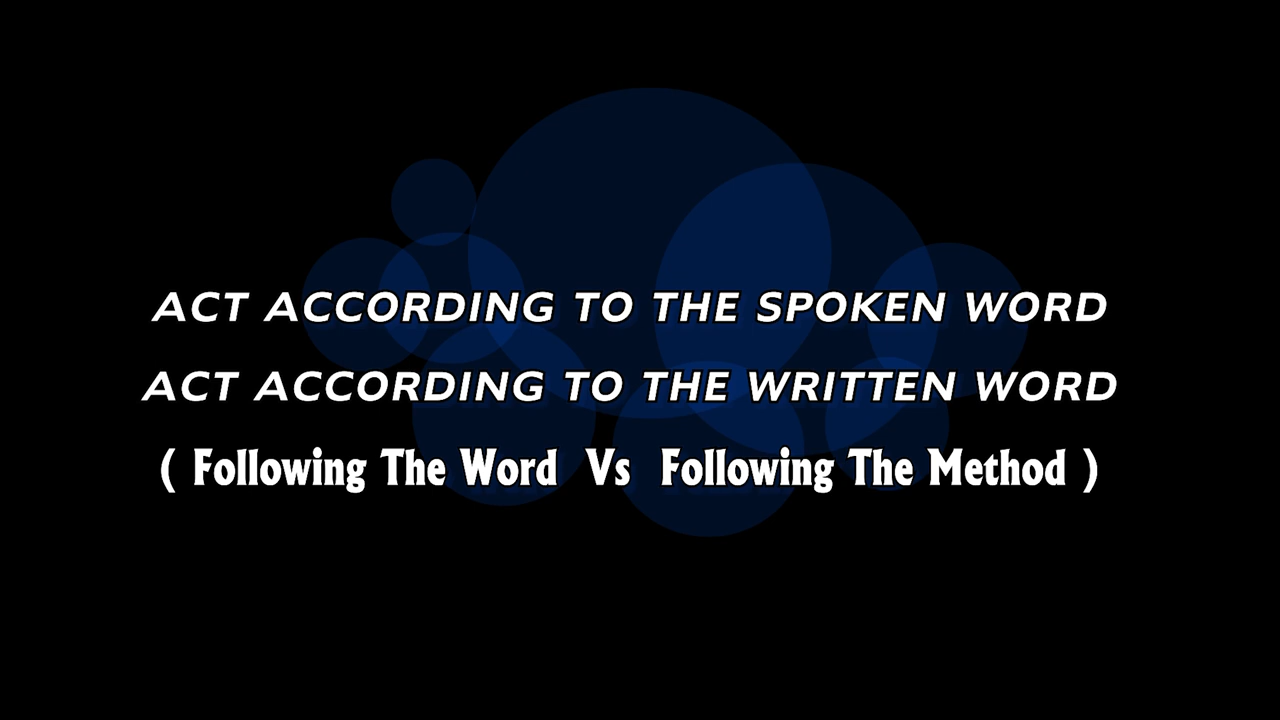 ACT ACCORDING TO THE SPOKEN WORD
ACT ACCORDING TO THE WRITTEN WORD
( Following The Word Vs Following The Method )